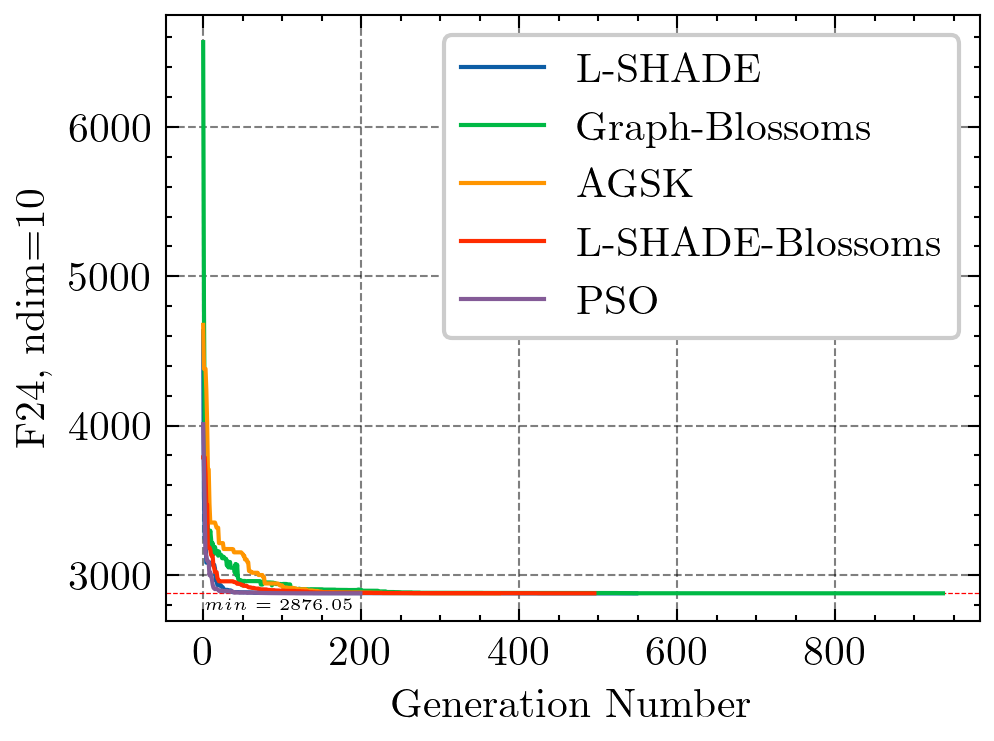 F24, ndim=10
6000
5000
4000
3000
L-SHADE
Graph-Blossoms
AGSK
L-SHADE-Blossoms
PSO
min = 2876.05
0
200
400
600
800
Generation Number